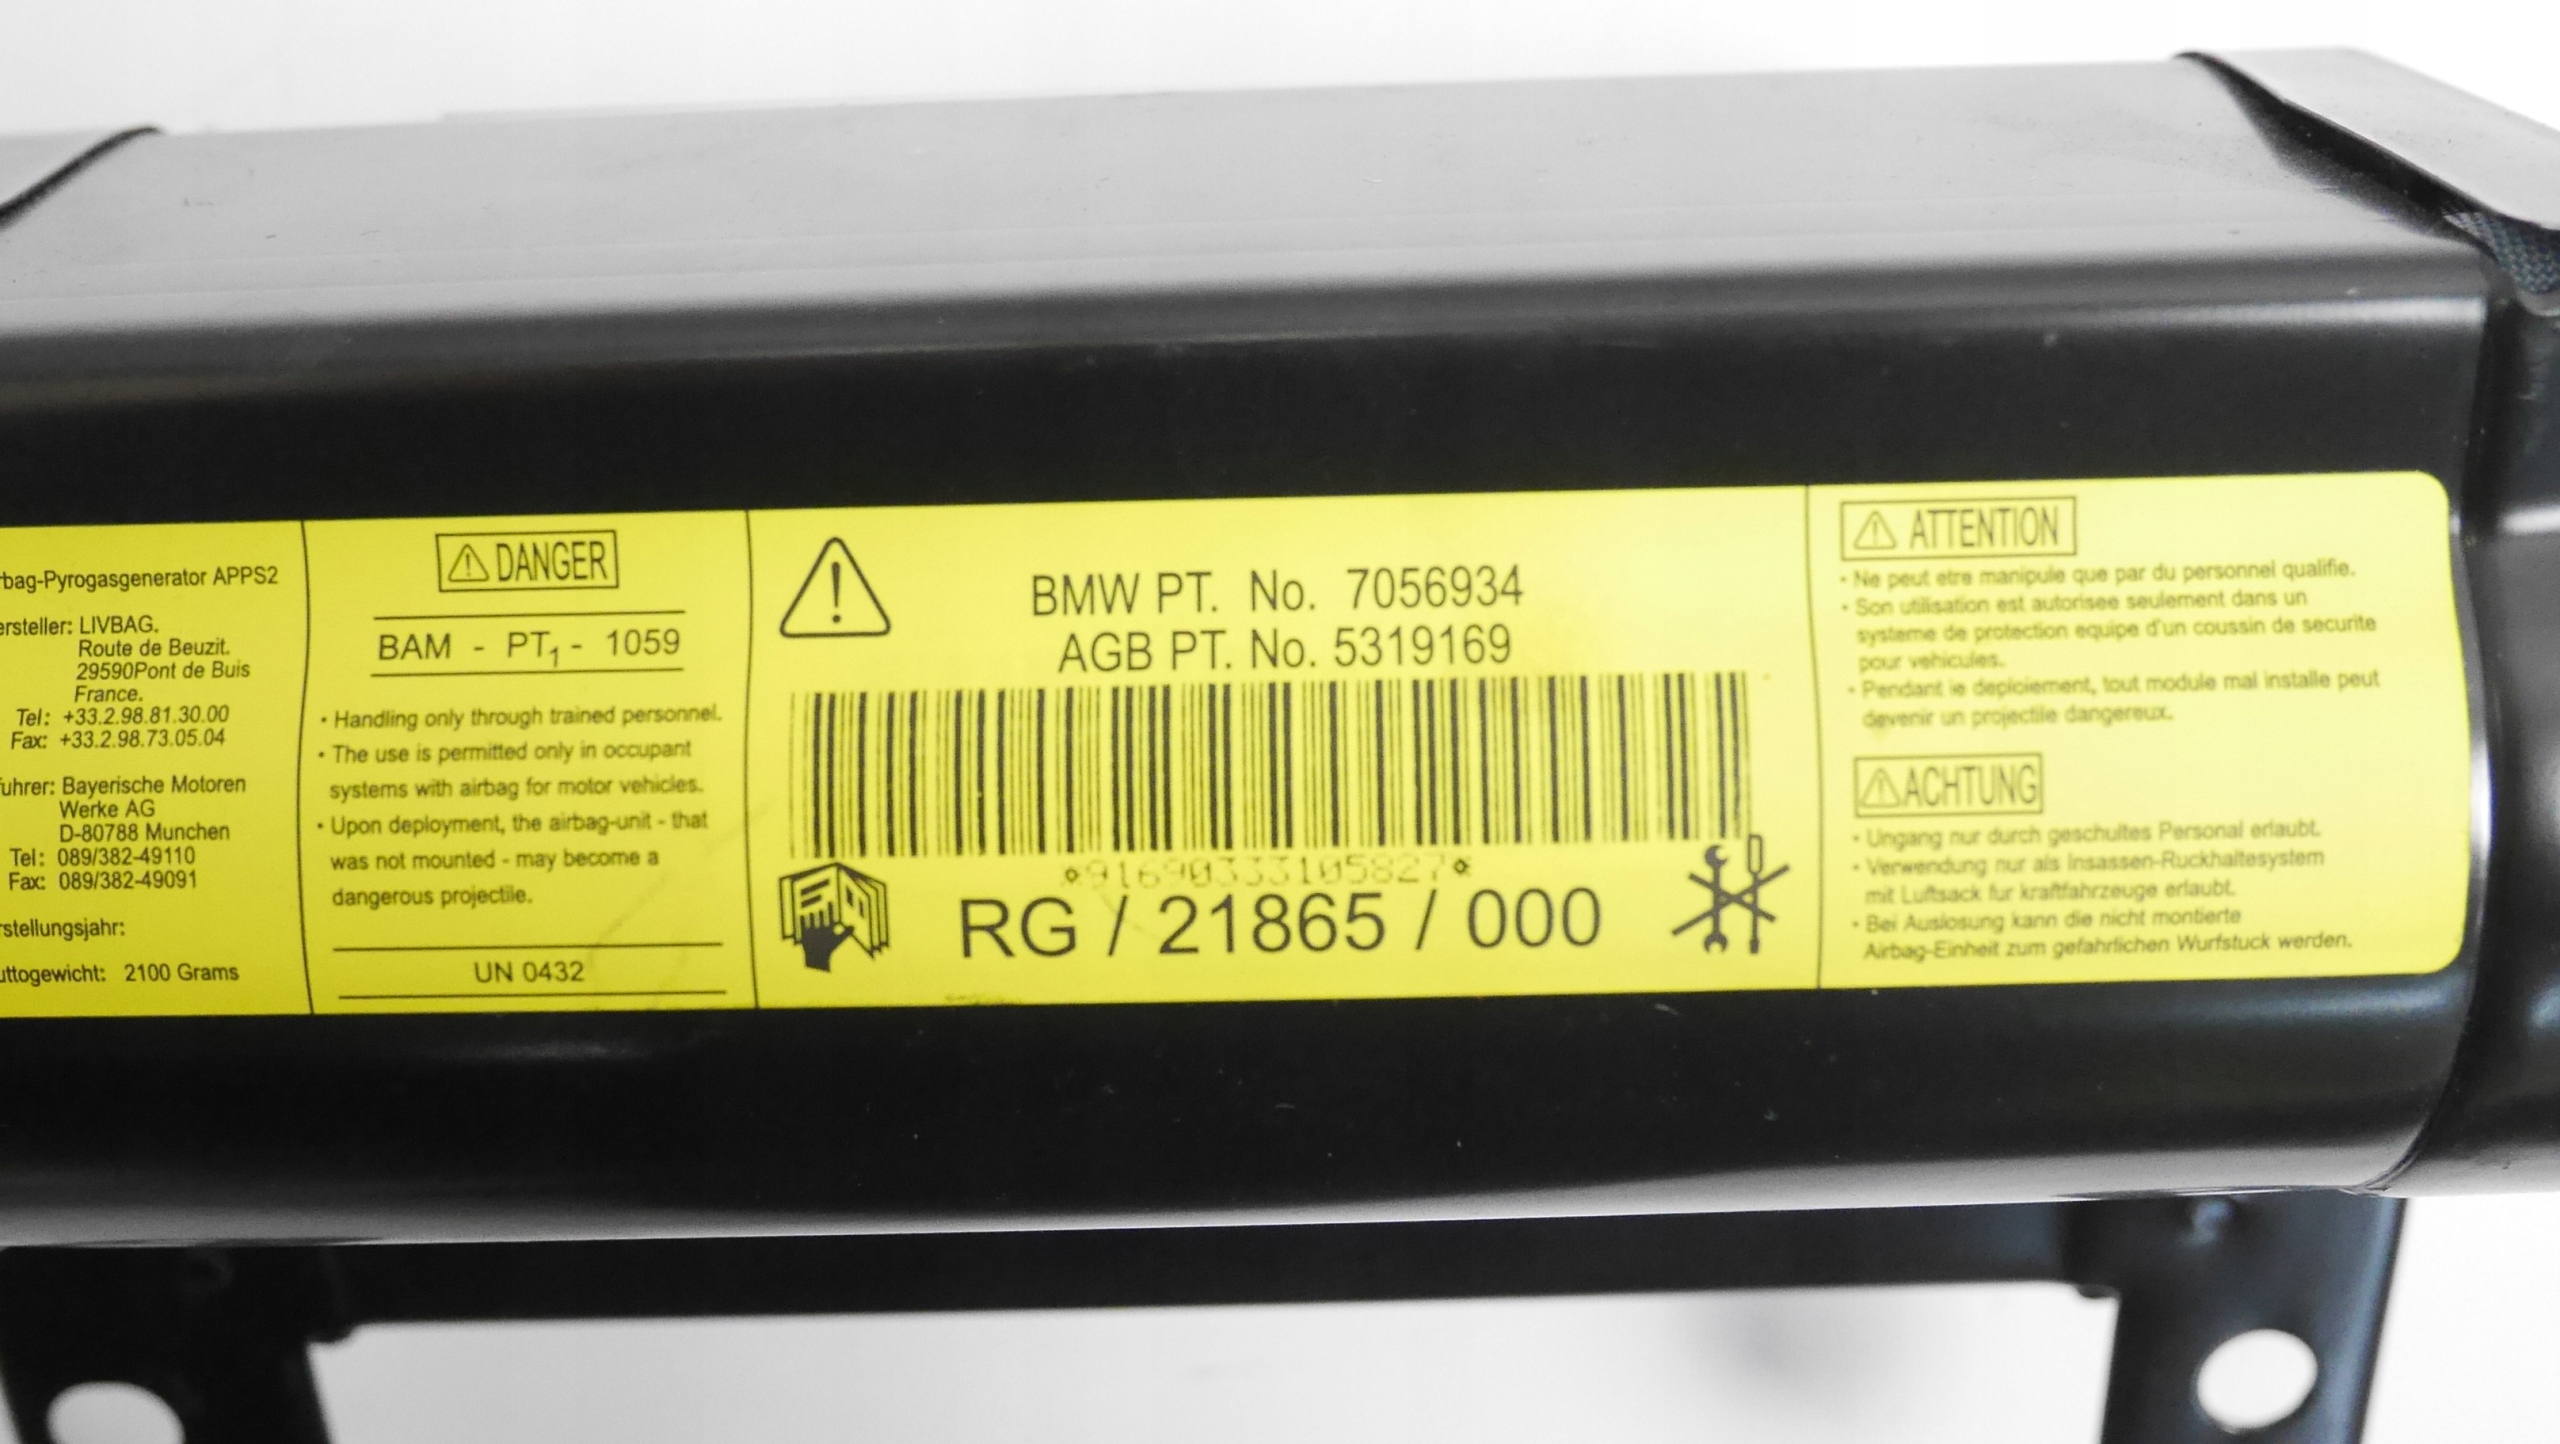 rbag-Pyrogasgenerator APPS2
ersteller: LIVBAG.
Route de Beuzit.
29590Pont de Buis
France.
Tel: +33.2.98.81.30.00
Fax: +33.2.98.73.05.04
uhrer: Bayerische Motoren
Werke AG
D-80788 Munchen
Tel: 089/382-49110
Fax: 089/382-49091
rstellungsjahr:
uttogewicht: 2100 Grams
DANGER
BAM - PT1 - 1059
• Handling only through trained personnel.
• The use is permitted only in occupant
systems with airbag for motor vehicles.
• Upon deployment, the airbag-unit - that
was not mounted - may become a
dangerous projectile.
UN 0432
BMW PT. No. 7056934
AGB PT. No. 5319169
*91690333105827*
RG / 21865 / 000
ATTENTION
• Ne peut etre manipule que par du personnel qualifie.
• Son utilisation est autorisee seulement dans un
systeme de protection equipe d'un coussin de securite
pour vehicules.
• Pendant le deploiement, tout module mal installe peut
devenir un projectile dangereux.
ACHTUNG
• Ungang nur durch geschultes Personal erlaubt.
• Verwendung nur als Insassen-Ruckhaltesystem
mit Luftsack fur kraftfahrzeuge erlaubt.
• Bei Auslosung kann die nicht montierte
Airbag-Einheit zum gefahrlichen Wurfstuck werden.